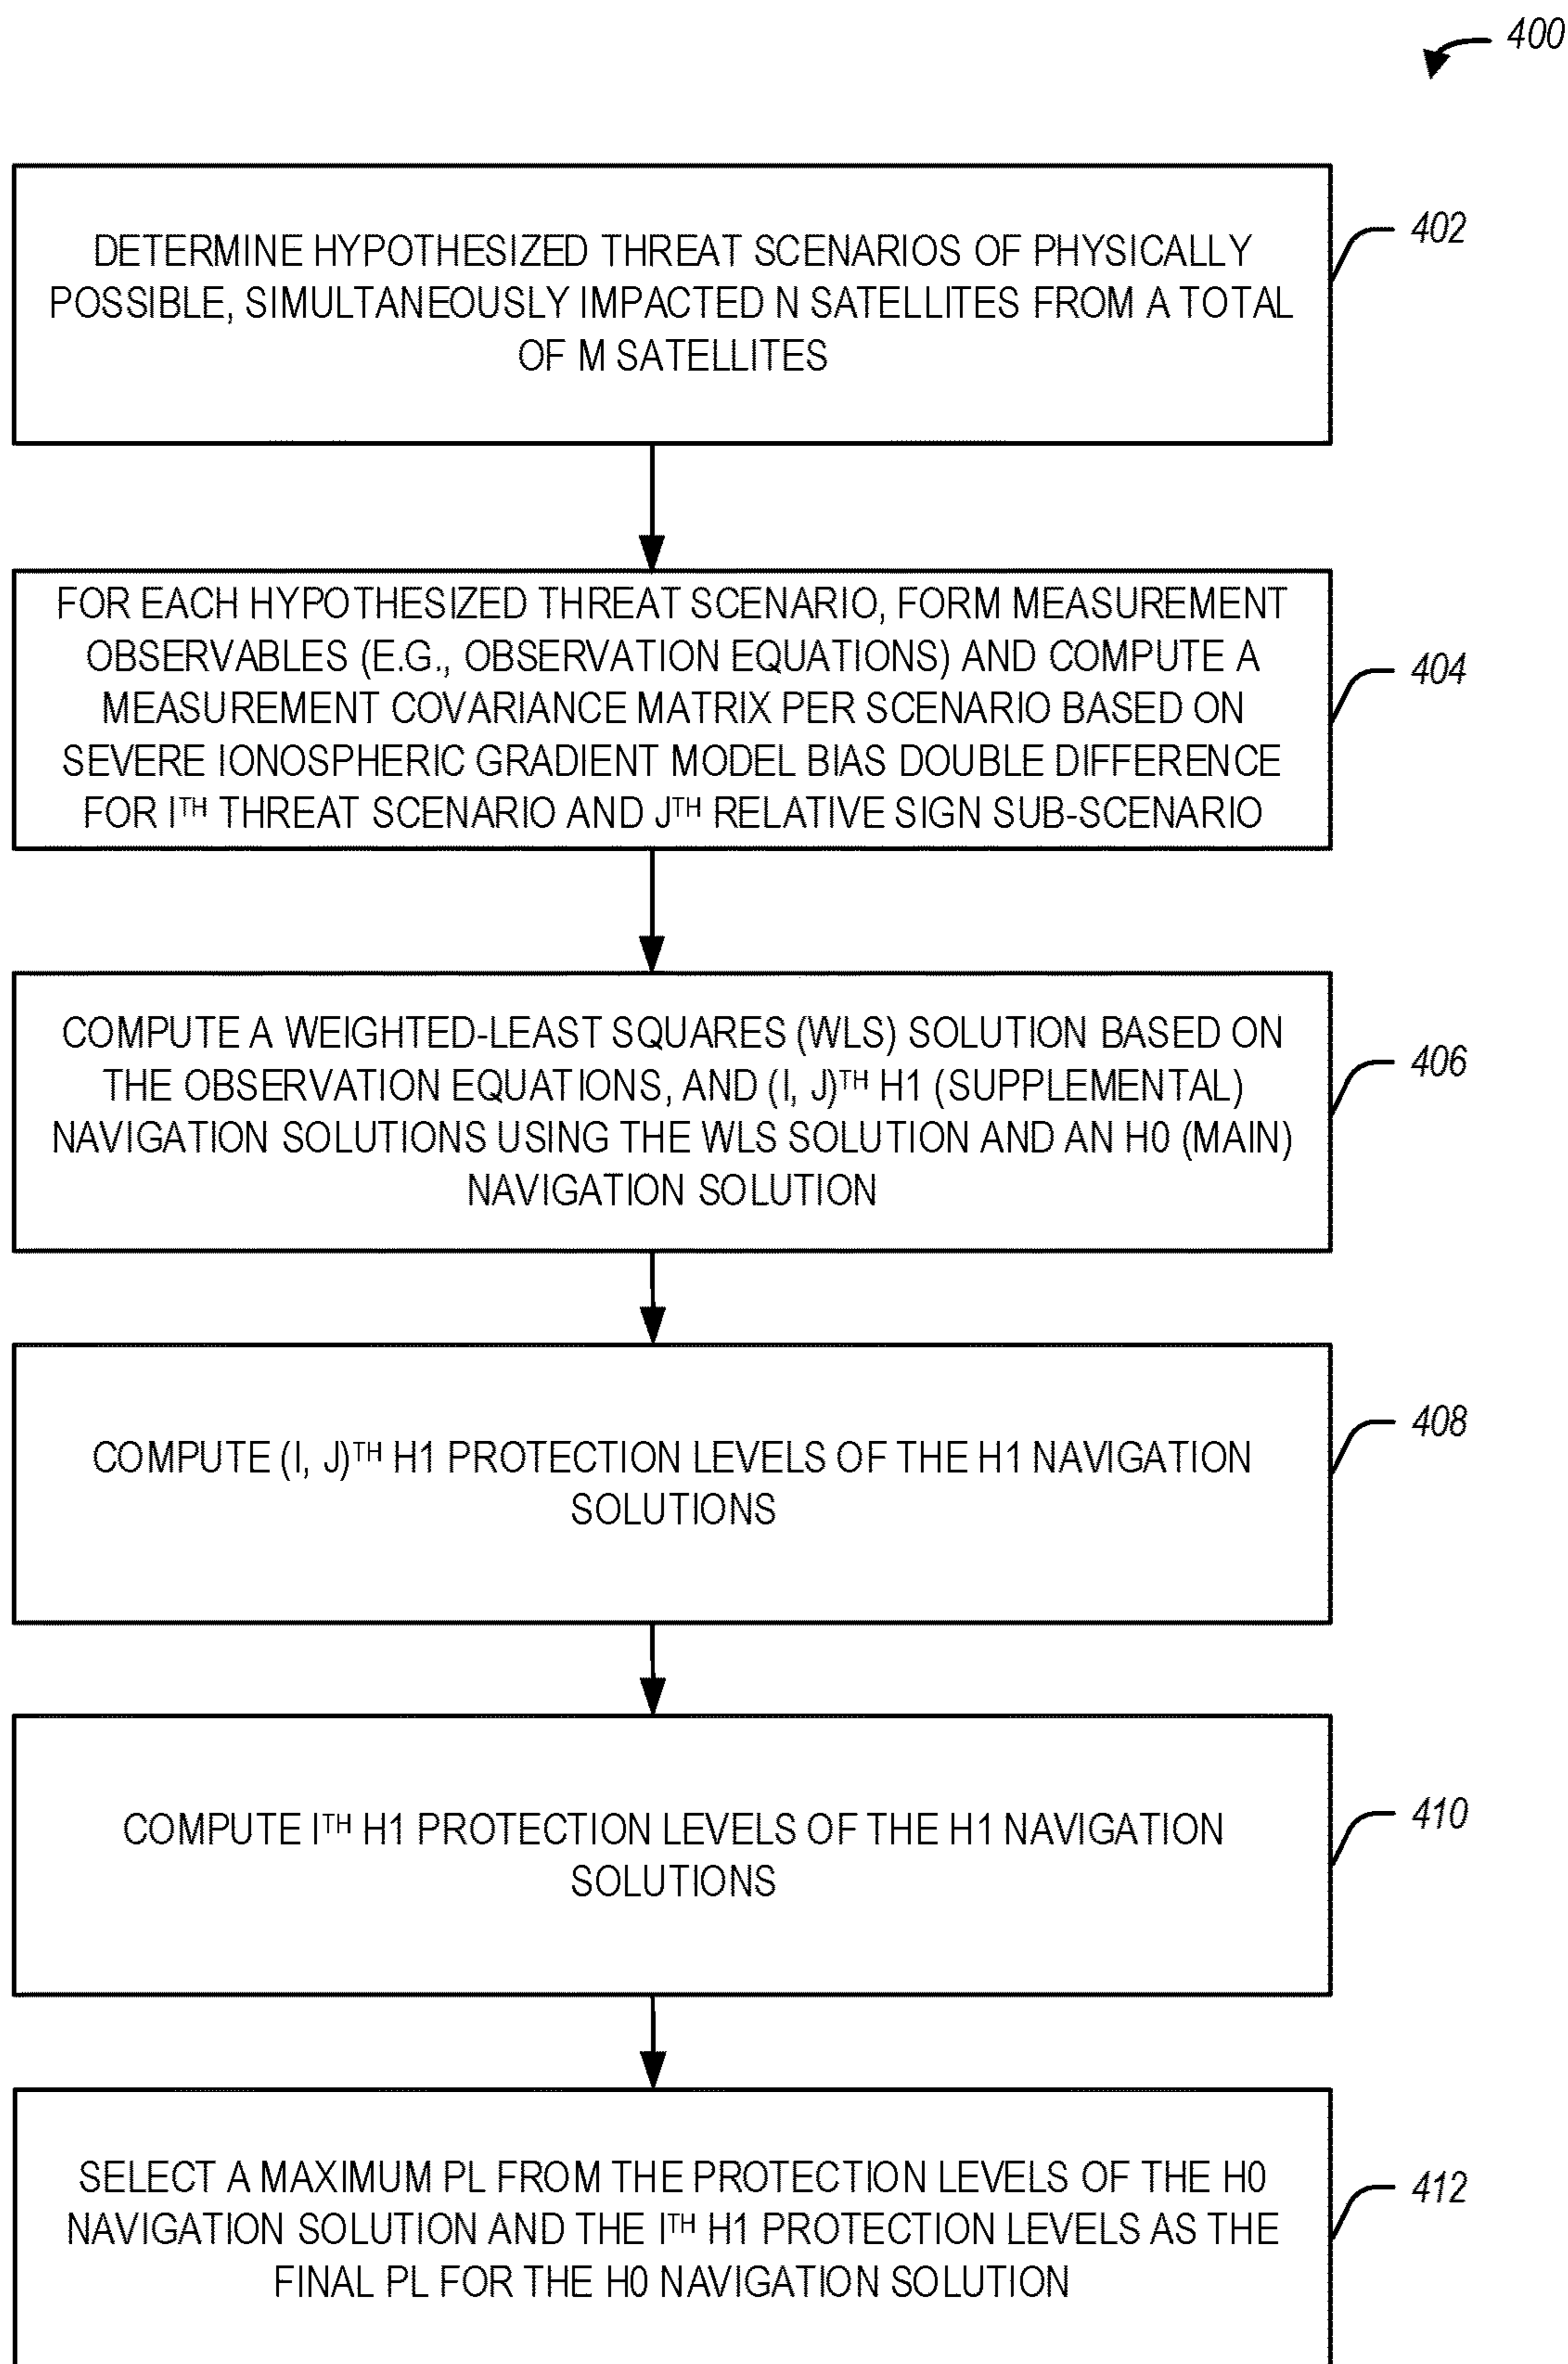 400
DETERMINE HYPOTHESIZED THREAT SCENARIOS OF PHYSICALLY
POSSIBLE, SIMULTANEOUSLY IMPACTED N SATELLITES FROM A TOTAL
OF M SATELLITES
402
FOR EACH HYPOTHESIZED THREAT SCENARIO, FORM MEASUREMENT
OBSERVABLES (E.G., OBSERVATION EQUATIONS) AND COMPUTE A
MEASUREMENT COVARIANCE MATRIX PER SCENARIO BASED ON
SEVERE IONOSPHERIC GRADIENT MODEL BIAS DOUBLE DIFFERENCE
FOR Iᵀᴴ THREAT SCENARIO AND Jᵀᴴ RELATIVE SIGN SUB-SCENARIO
404
COMPUTE A WEIGHTED-LEAST SQUARES (WLS) SOLUTION BASED ON
THE OBSERVATION EQUATIONS, AND (I, J)ᵀᴴ H1 (SUPPLEMENTAL)
NAVIGATION SOLUTIONS USING THE WLS SOLUTION AND AN H0 (MAIN)
NAVIGATION SOLUTION
406
COMPUTE (I, J)ᵀᴴ H1 PROTECTION LEVELS OF THE H1 NAVIGATION
SOLUTIONS
408
COMPUTE Iᵀᴴ H1 PROTECTION LEVELS OF THE H1 NAVIGATION
SOLUTIONS
410
SELECT A MAXIMUM PL FROM THE PROTECTION LEVELS OF THE H0
NAVIGATION SOLUTION AND THE Iᵀᴴ H1 PROTECTION LEVELS AS THE
FINAL PL FOR THE H0 NAVIGATION SOLUTION
412